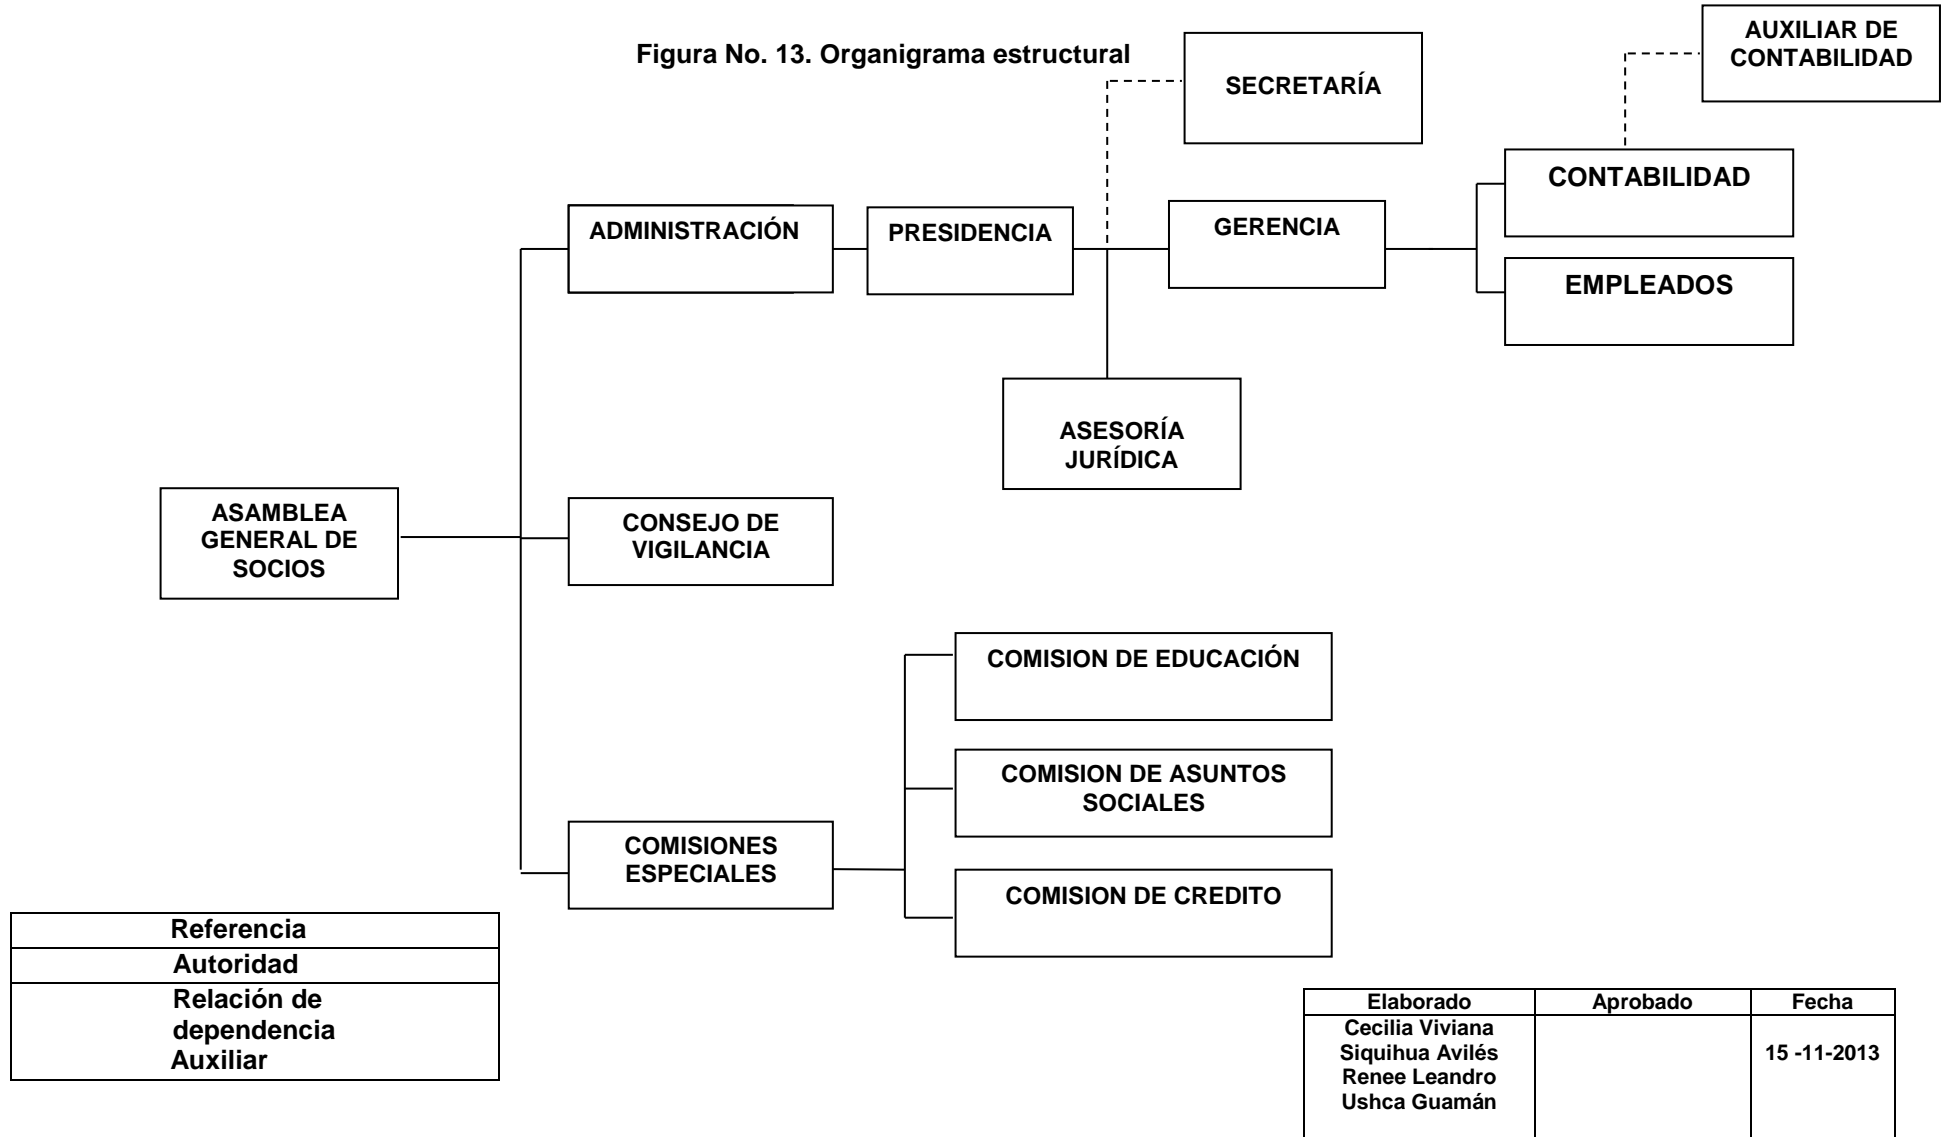 Figura No. 13. Organigrama estructural
AUXILIAR DE
CONTABILIDAD
SECRETARÍA
CONTABILIDAD
ADMINISTRACIÓN
PRESIDENCIA
GERENCIA
EMPLEADOS
ASESORÍA
JURÍDICA
ASAMBLEA
GENERAL DE
SOCIOS
CONSEJO DE
VIGILANCIA
COMISION DE EDUCACIÓN
COMISION DE ASUNTOS
SOCIALES
COMISIONES
ESPECIALES
COMISION DE CREDITO
Referencia
Autoridad
Relación de
dependencia
Auxiliar
Elaborado Aprobado Fecha
Cecilia Viviana
Siquihua Avilés 15 -11-2013
Renee Leandro
Ushca Guamán